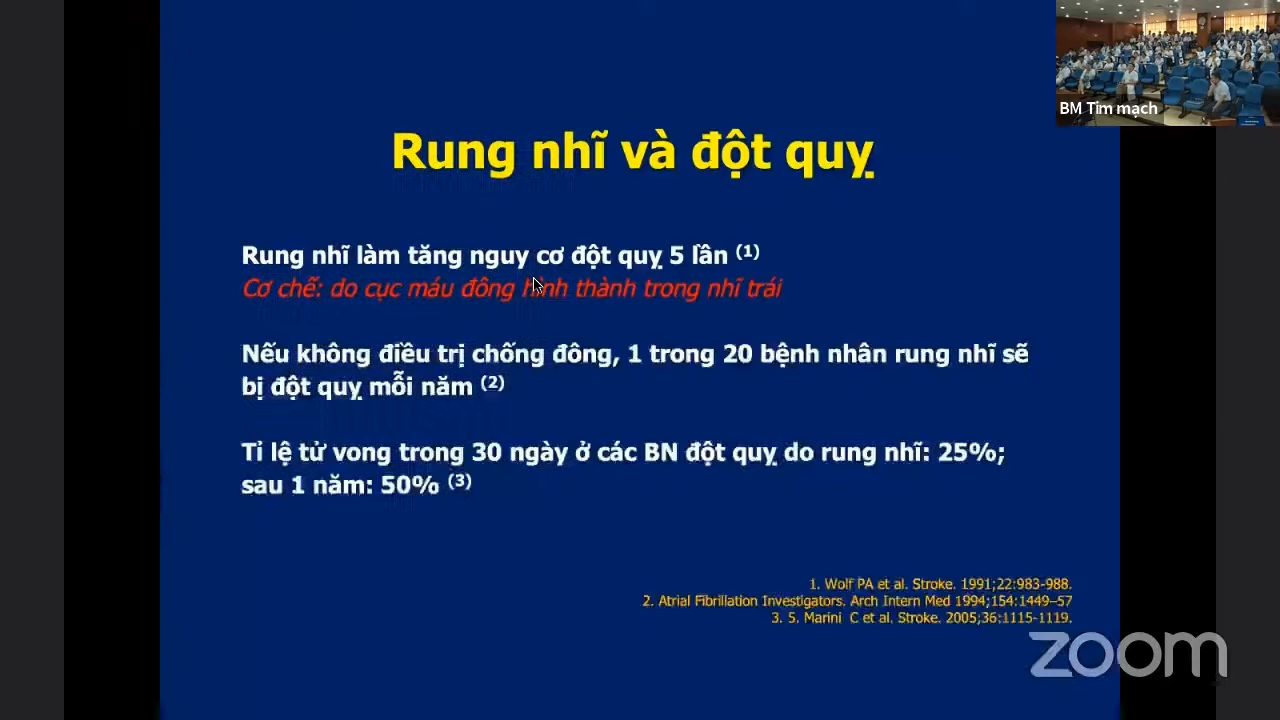 BM Tim mạch
Rung nhĩ và đột quỵ
Rung nhĩ làm tăng nguy cơ đột quỵ 5 lần (1)
Cơ chế: do cục máu đông hình thành trong nhĩ trái
Nếu không điều trị chống đông, 1 trong 20 bệnh nhân rung nhĩ sẽ
bị đột quỵ mỗi năm (2)
Tỉ lệ tử vong trong 30 ngày ở các BN đột quỵ do rung nhĩ: 25%;
sau 1 năm: 50% (3)
1. Wolf PA et al. Stroke. 1991;22:983-988.
2. Atrial Fibrillation Investigators. Arch Intern Med 1994;154:1449–57
3. 5. Marini C et al. Stroke. 2005;36:1115-1119.
zoom